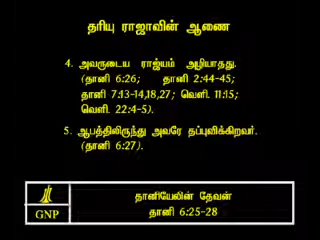 தரியு ராஜாவின் ஆணை
4. அவருடைய ராஜ்யம் அழியாதது.
(தானி 6:26; தானி 2:44-45;
தானி 7:13-14,18,27; வெளி. 11:15;
வெளி. 22:4-5).
5. ஆபத்திலிருந்து அவரே தப்புவிக்கிறவர்.
(தானி 6:27).
GNP
தானியேலின் தேவன்
தானி 6:25-28